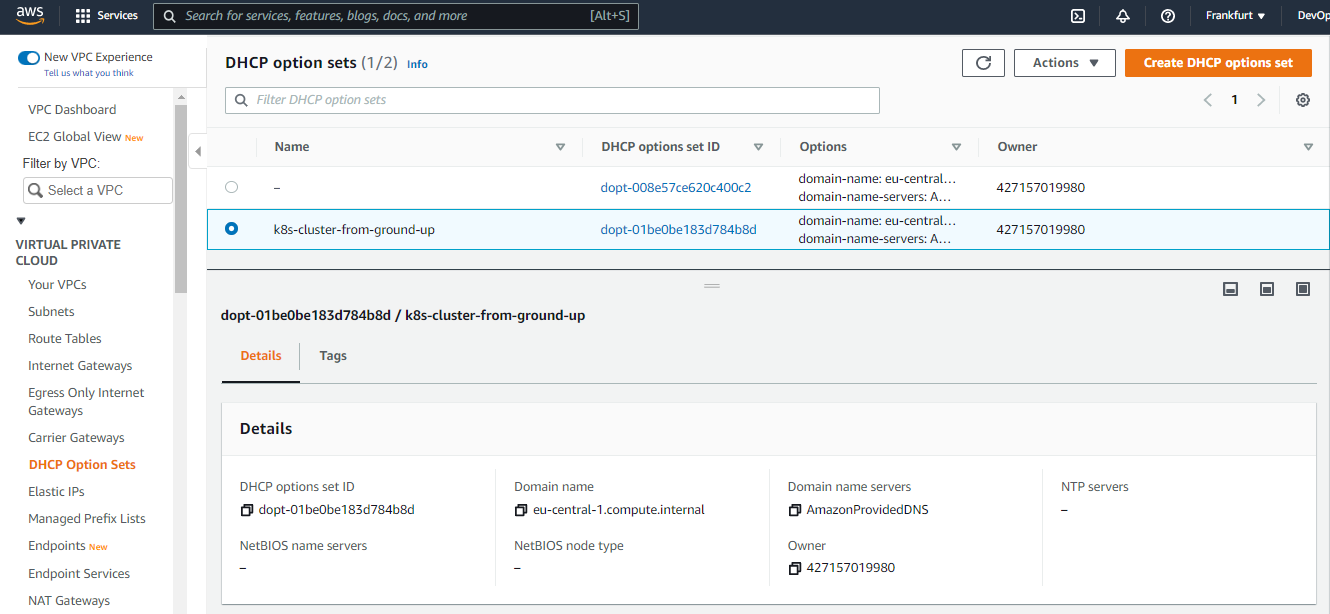 aws
Services
Search for services, features, blogs, docs, and more [Alt+S]
Frankfurt
DevOp
New VPC Experience
Tell us what you think
VPC Dashboard
EC2 Global View New
Filter by VPC:
Select a VPC
VIRTUAL PRIVATE
CLOUD
Your VPCs
Subnets
Route Tables
Internet Gateways
Egress Only Internet
Gateways
Carrier Gateways
DHCP Option Sets
Elastic IPs
Managed Prefix Lists
Endpoints New
Endpoint Services
NAT Gateways
DHCP option sets (1/2) Info
Actions
Create DHCP options set
Filter DHCP option sets
1
Name DHCP options set ID Options Owner
– dopt-008e57ce620c400c2 domain-name: eu-central... 427157019980
domain-name-servers: A...
k8s-cluster-from-ground-up dopt-01be0be183d784b8d domain-name: eu-central... 427157019980
domain-name-servers: A...
dopt-01be0be183d784b8d / k8s-cluster-from-ground-up
Details Tags
Details
DHCP options set ID
dopt-01be0be183d784b8d
NetBIOS name servers
–
Domain name
eu-central-1.compute.internal
NetBIOS node type
–
Domain name servers
AmazonProvidedDNS
Owner
427157019980
NTP servers
–